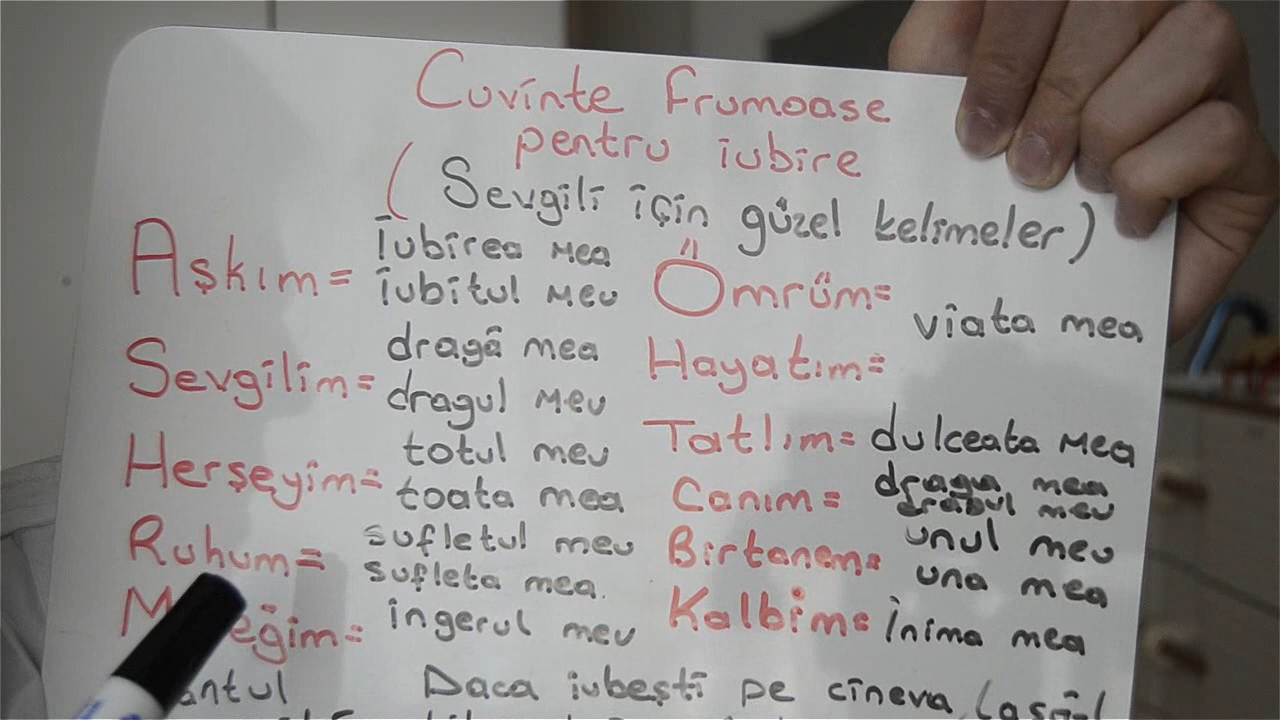 Cuvinte frumoase
pentru iubire
(Sevgili için güzel kelimeler)
Aşkım= iubirea mea
iubitul meu
Sevgilim= dragă mea
dragul meu
Herşeyim= totul meu
toata mea
Ruhum= sufletul meu
sufleta mea.
ingerul meu
Ömrüm=
viata mea
Hayatım=
Tatlım= dulceata mea
Canım= draga mea
dragul meu
Birtanem= unul meu
una mea
Kalbim= inima mea
Daca iubeşti pe cineva